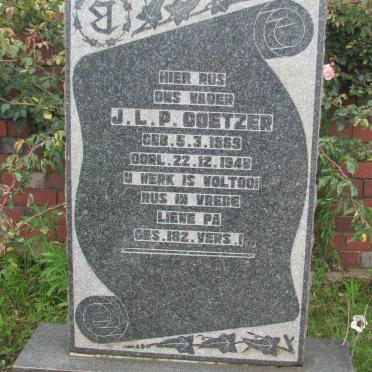 HIER RUS
ONS VADER
J. L. P. COETZER
GEB. 5. 3. 1869
OORL. 22. 12. 1948
U WERK IS VOLTOOI
RUS IN VREDE
LIEWE PA
GES. 182. VERS. 1.